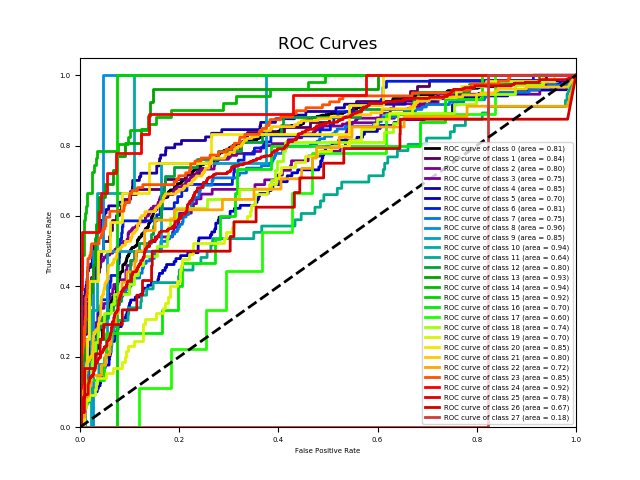 ROC Curves
True Positive Rate
1.0
0.8
0.6
0.4
0.2
0.0
ROC curve of class 0 (area = 0.81)
ROC curve of class 1 (area = 0.84)
ROC curve of class 2 (area = 0.80)
ROC curve of class 3 (area = 0.75)
ROC curve of class 4 (area = 0.85)
ROC curve of class 5 (area = 0.70)
ROC curve of class 6 (area = 0.81)
ROC curve of class 7 (area = 0.75)
ROC curve of class 8 (area = 0.96)
ROC curve of class 9 (area = 0.85)
ROC curve of class 10 (area = 0.94)
ROC curve of class 11 (area = 0.64)
ROC curve of class 12 (area = 0.80)
ROC curve of class 13 (area = 0.93)
ROC curve of class 14 (area = 0.94)
ROC curve of class 15 (area = 0.92)
ROC curve of class 16 (area = 0.70)
ROC curve of class 17 (area = 0.60)
ROC curve of class 18 (area = 0.74)
ROC curve of class 19 (area = 0.70)
ROC curve of class 20 (area = 0.85)
ROC curve of class 21 (area = 0.80)
ROC curve of class 22 (area = 0.72)
ROC curve of class 23 (area = 0.85)
ROC curve of class 24 (area = 0.92)
ROC curve of class 25 (area = 0.78)
ROC curve of class 26 (area = 0.67)
ROC curve of class 27 (area = 0.18)
0.0 0.2 0.4 0.6 0.8 1.0
False Positive Rate